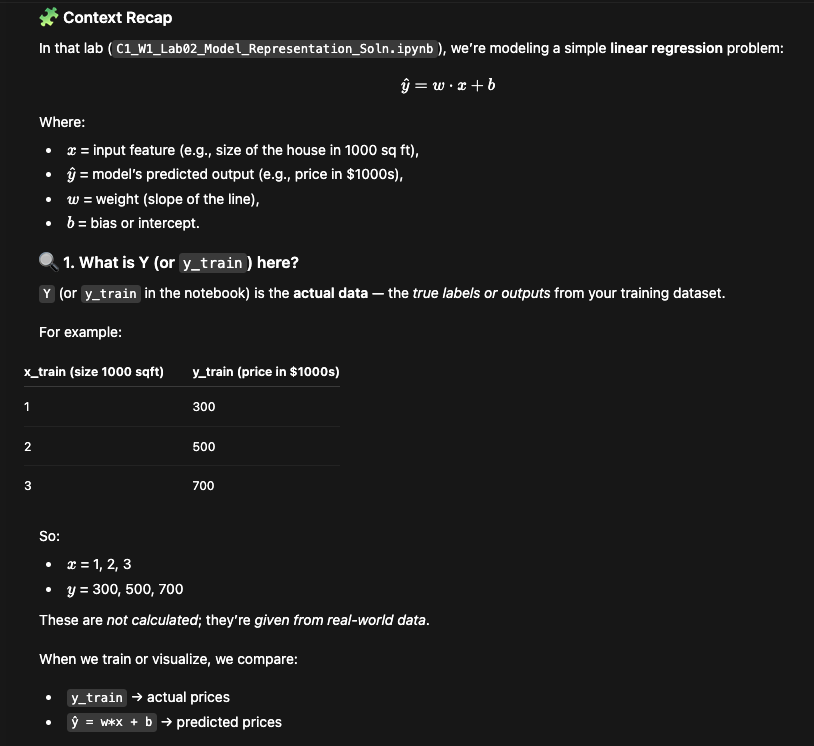 🧩 Context Recap
In that lab (C1_W1_Lab02_Model_Representation_Soln.ipynb), we're modeling a simple linear regression problem:
ŷ = w · x + b
Where:
• x = input feature (e.g., size of the house in 1000 sq ft),
• ŷ = model's predicted output (e.g., price in $1000s),
• w = weight (slope of the line),
• b = bias or intercept.
🔍 1. What is Y (or y_train) here?
Y (or y_train in the notebook) is the actual data — the true labels or outputs from your training dataset.
For example:
x_train (size 1000 sqft) y_train (price in $1000s)
1 300
2 500
3 700
So:
• x = 1, 2, 3
• y = 300, 500, 700
These are not calculated; they're given from real-world data.
When we train or visualize, we compare:
• y_train → actual prices
• ŷ = w*x + b → predicted prices